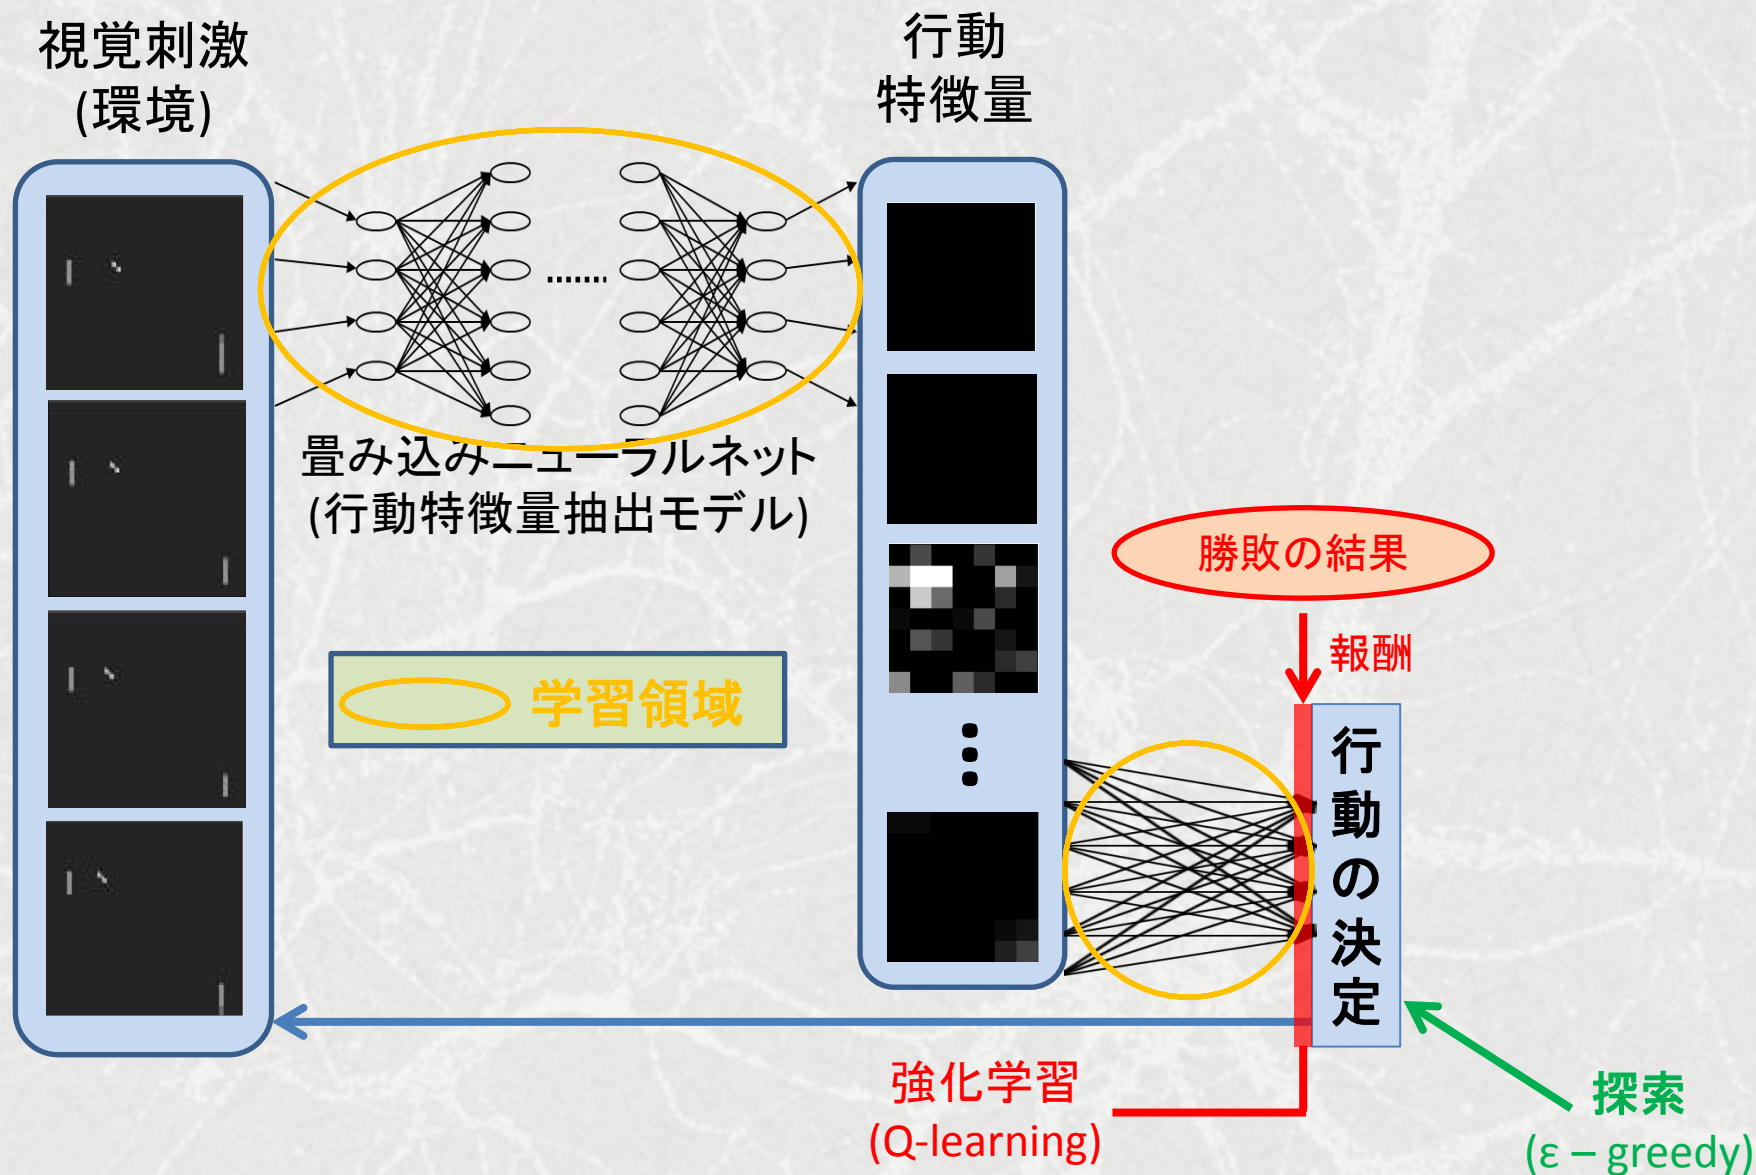 視覚刺激
(環境)
行動
特徴量
畳み込みニューラルネット
(行動特徴量抽出モデル)
学習領域
勝敗の結果
報酬
行動の決定
強化学習
(Q-learning)
探索
(ε – greedy)